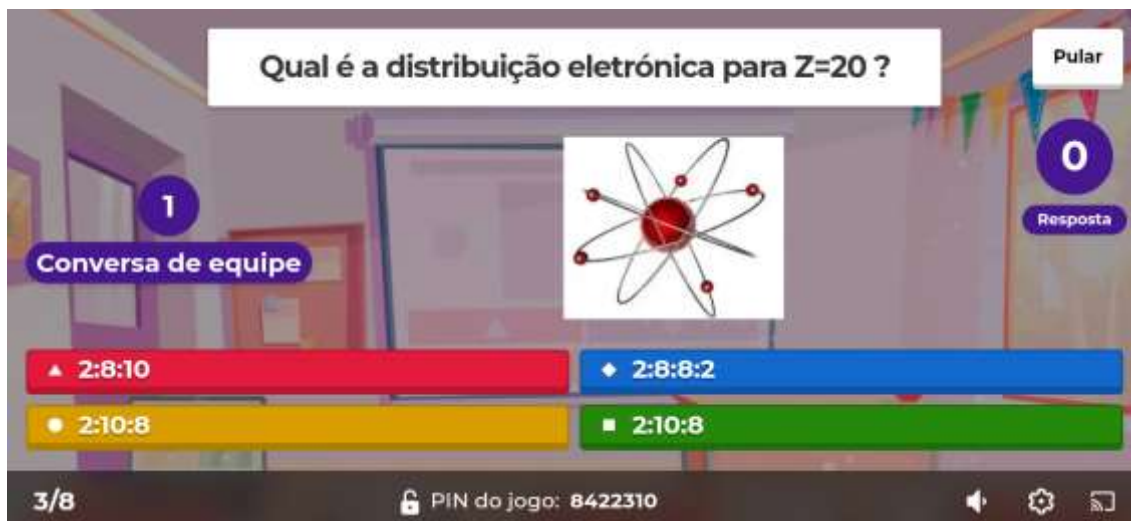 Qual é a distribuição eletrónica para Z=20 ?
Pular
1
Conversa de equipe
0
Resposta
2:8:10
2:8:8:2
2:10:8
2:10:8
3/8
PIN do jogo: 8422310